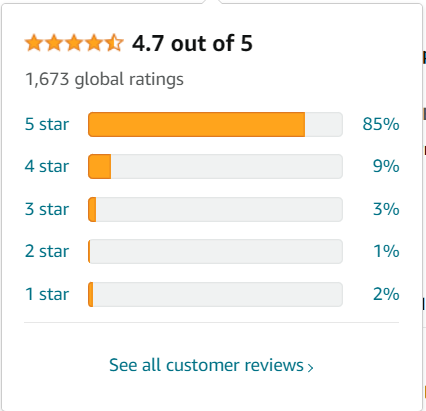 4.7 out of 5
1,673 global ratings
5 star 85%
4 star 9%
3 star 3%
2 star 1%
1 star 2%
See all customer reviews ›